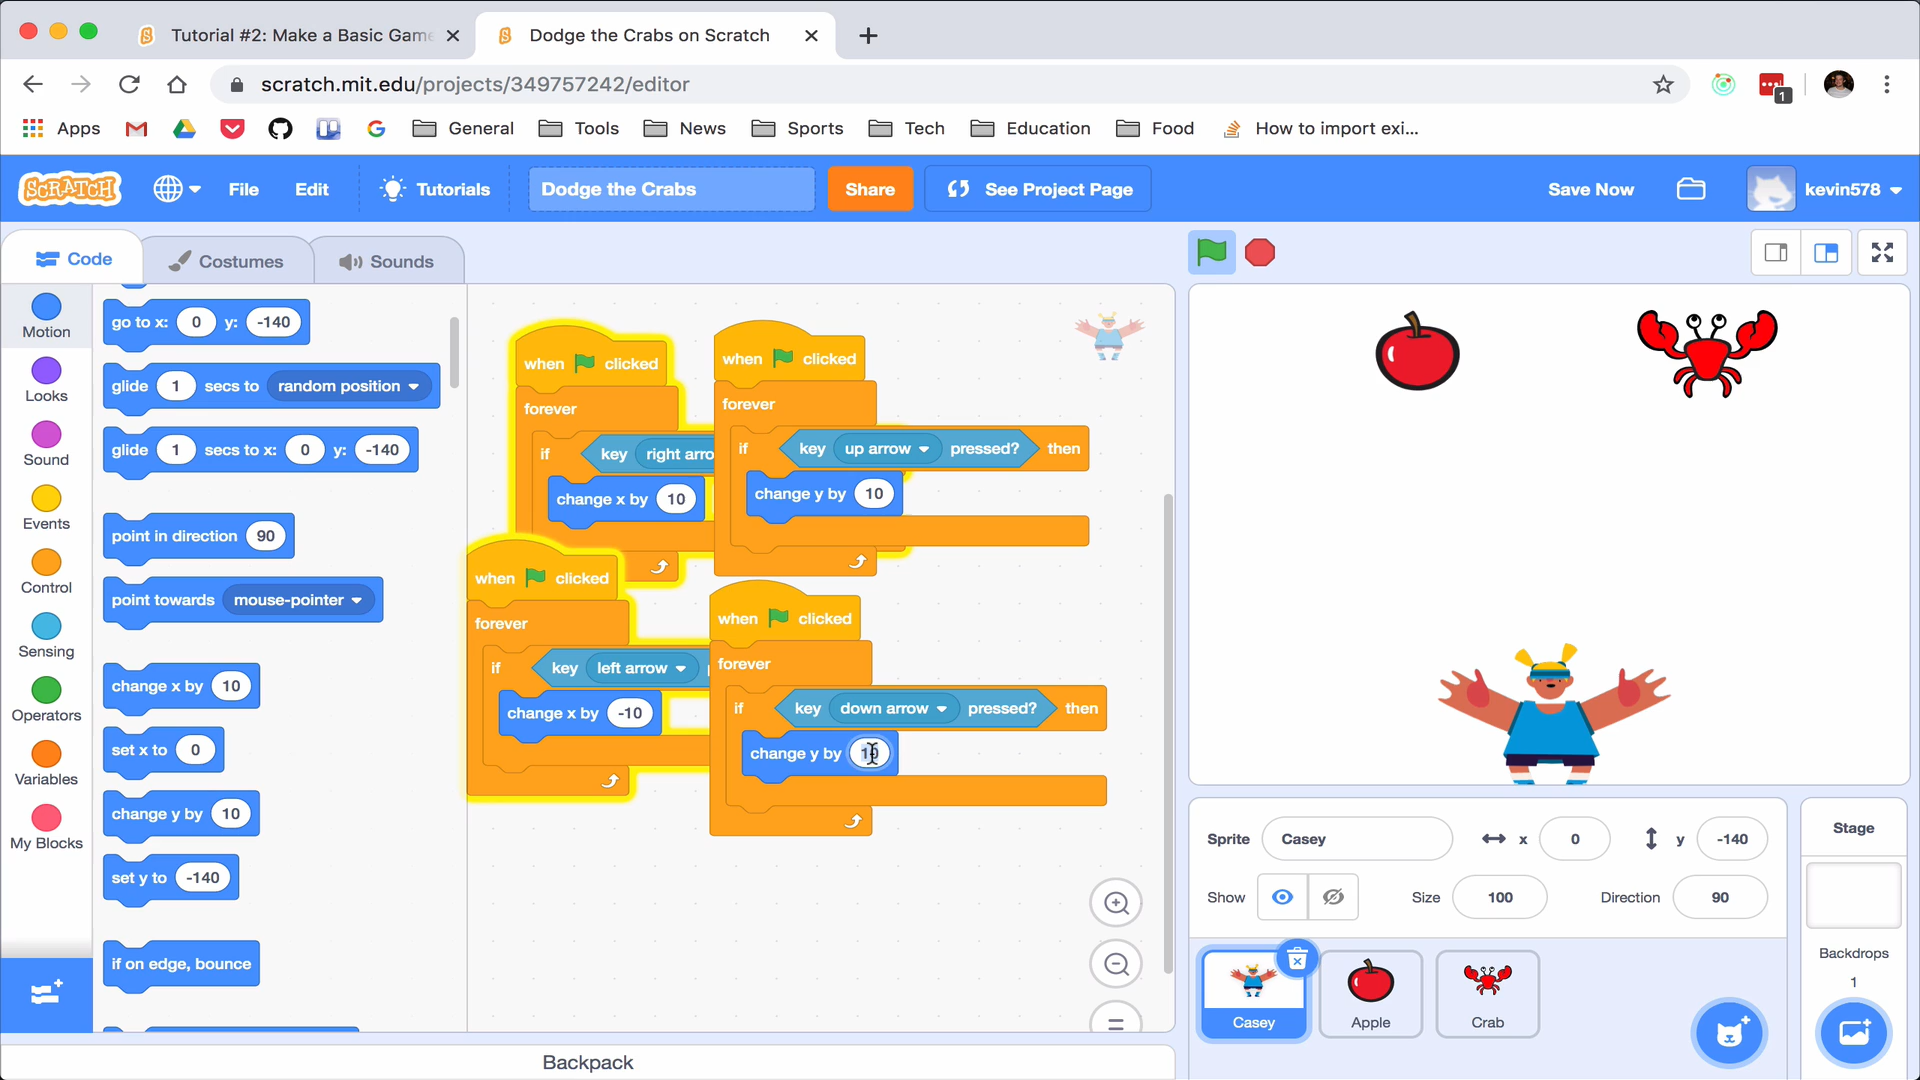 Tutorial #2: Make a Basic Game
Dodge the Crabs on Scratch
scratch.mit.edu/projects/349757242/editor
1
Apps
General
Tools
News
Sports
Tech
Education
Food
How to import exi...
SCRATCH
File
Edit
Tutorials
Dodge the Crabs
Share
See Project Page
Save Now
kevin578
Code
Costumes
Sounds
Motion
Looks
Sound
Events
Control
Sensing
Operators
Variables
My Blocks
go to x: 0 y: -140
glide 1 secs to random position
glide 1 secs to x: 0 y: -140
point in direction 90
point towards mouse-pointer
change x by 10
set x to 0
change y by 10
set y to -140
if on edge, bounce
when clicked
forever
if key right arro
change x by 10
when clicked
forever
if key up arrow pressed? then
change y by 10
when clicked
forever
if key left arrow
change x by -10
when clicked
forever
if key down arrow pressed? then
change y by 10
Backpack
Sprite Casey x 0 y -140
Show Size 100 Direction 90
Casey
Apple
Crab
Stage
Backdrops
1